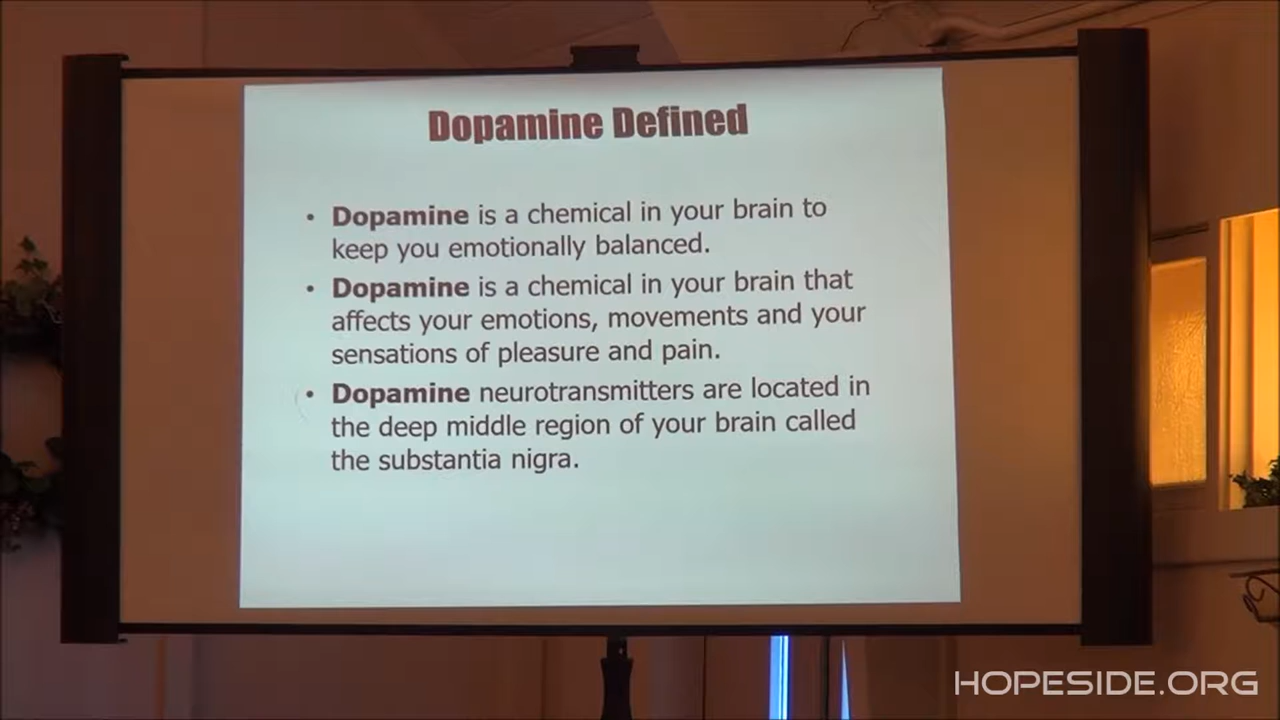 Dopamine Defined
• Dopamine is a chemical in your brain to
keep you emotionally balanced.
• Dopamine is a chemical in your brain that
affects your emotions, movements and your
sensations of pleasure and pain.
• Dopamine neurotransmitters are located in
the deep middle region of your brain called
the substantia nigra.
HOPESIDE.ORG